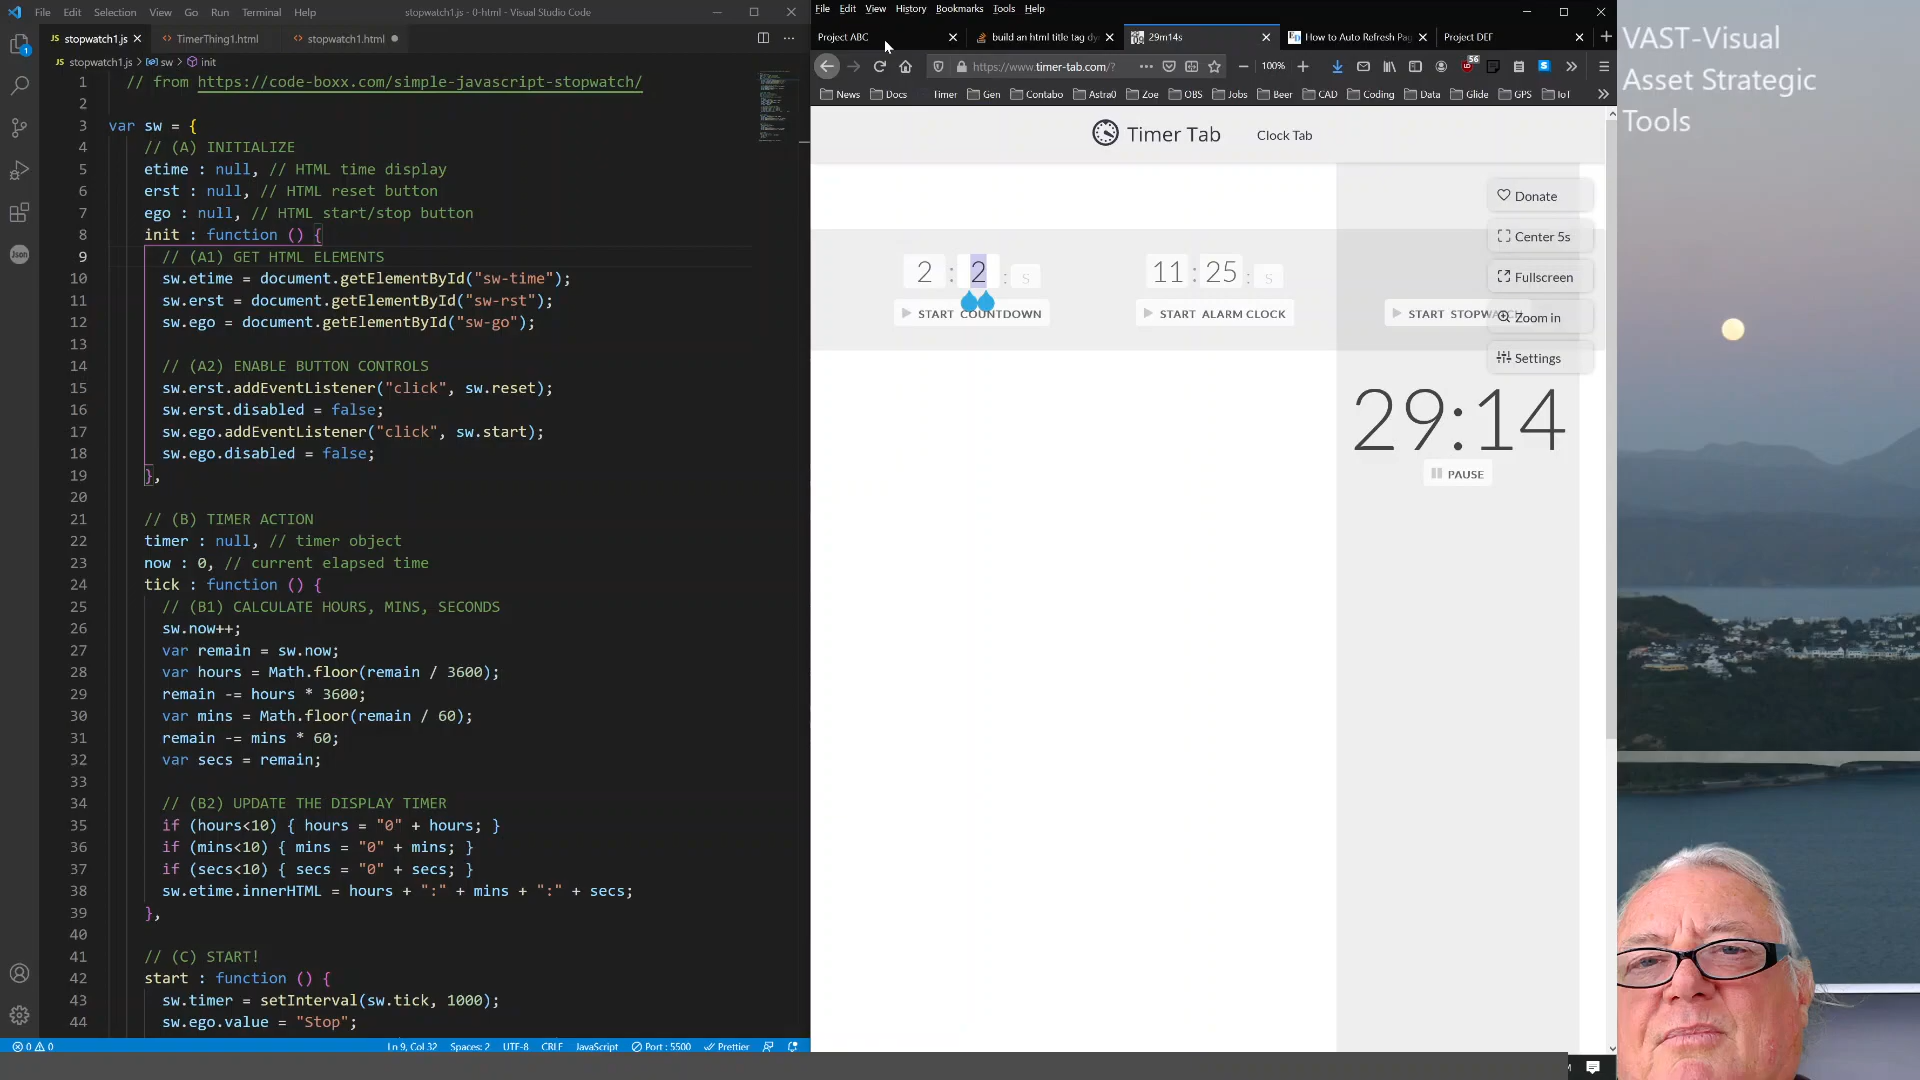 File Edit Selection View Go Run Terminal Help stopwatch1.js - 0-html - Visual Studio Code
stopwatch1.js TimerThing1.html stopwatch1.html
stopwatch1.js > sw > init
1 // from https://code-boxx.com/simple-javascript-stopwatch/
2
3 var sw = {
4 // (A) INITIALIZE
5 etime : null, // HTML time display
6 erst : null, // HTML reset button
7 ego : null, // HTML start/stop button
8 init : function () {
9 // (A1) GET HTML ELEMENTS
10 sw.etime = document.getElementById("sw-time");
11 sw.erst = document.getElementById("sw-rst");
12 sw.ego = document.getElementById("sw-go");
13
14 // (A2) ENABLE BUTTON CONTROLS
15 sw.erst.addEventListener("click", sw.reset);
16 sw.erst.disabled = false;
17 sw.ego.addEventListener("click", sw.start);
18 sw.ego.disabled = false;
19 },
20
21 // (B) TIMER ACTION
22 timer : null, // timer object
23 now : 0, // current elapsed time
24 tick : function () {
25 // (B1) CALCULATE HOURS, MINS, SECONDS
26 sw.now++;
27 var remain = sw.now;
28 var hours = Math.floor(remain / 3600);
29 remain -= hours * 3600;
30 var mins = Math.floor(remain / 60);
31 remain -= mins * 60;
32 var secs = remain;
33
34 // (B2) UPDATE THE DISPLAY TIMER
35 if (hours<10) { hours = "0" + hours; }
36 if (mins<10) { mins = "0" + mins; }
37 if (secs<10) { secs = "0" + secs; }
38 sw.etime.innerHTML = hours + ":" + mins + ":" + secs;
39 },
40
41 // (C) START!
42 start : function () {
43 sw.timer = setInterval(sw.tick, 1000);
44 sw.ego.value = "Stop";
Json
0 0 Ln 9, Col 32 Spaces: 2 UTF-8 CRLF JavaScript Port : 5500 Prettier
File Edit View History Bookmarks Tools Help
Project ABC build an html title tag dy 29m14s How to Auto Refresh Pag Project DEF
https://www.timer-tab.com/? 100% 56
News Docs Timer Gen Contabo Astra0 Zoe OBS Jobs Beer CAD Coding Data Glide GPS IoT
Timer Tab Clock Tab
Donate
Center 5s
Fullscreen
Zoom in
Settings
2 : 2 : s
START COUNTDOWN
11 : 25 : s
START ALARM CLOCK
START STOPW
29:14
PAUSE
VAST-Visual
Asset Strategic
Tools